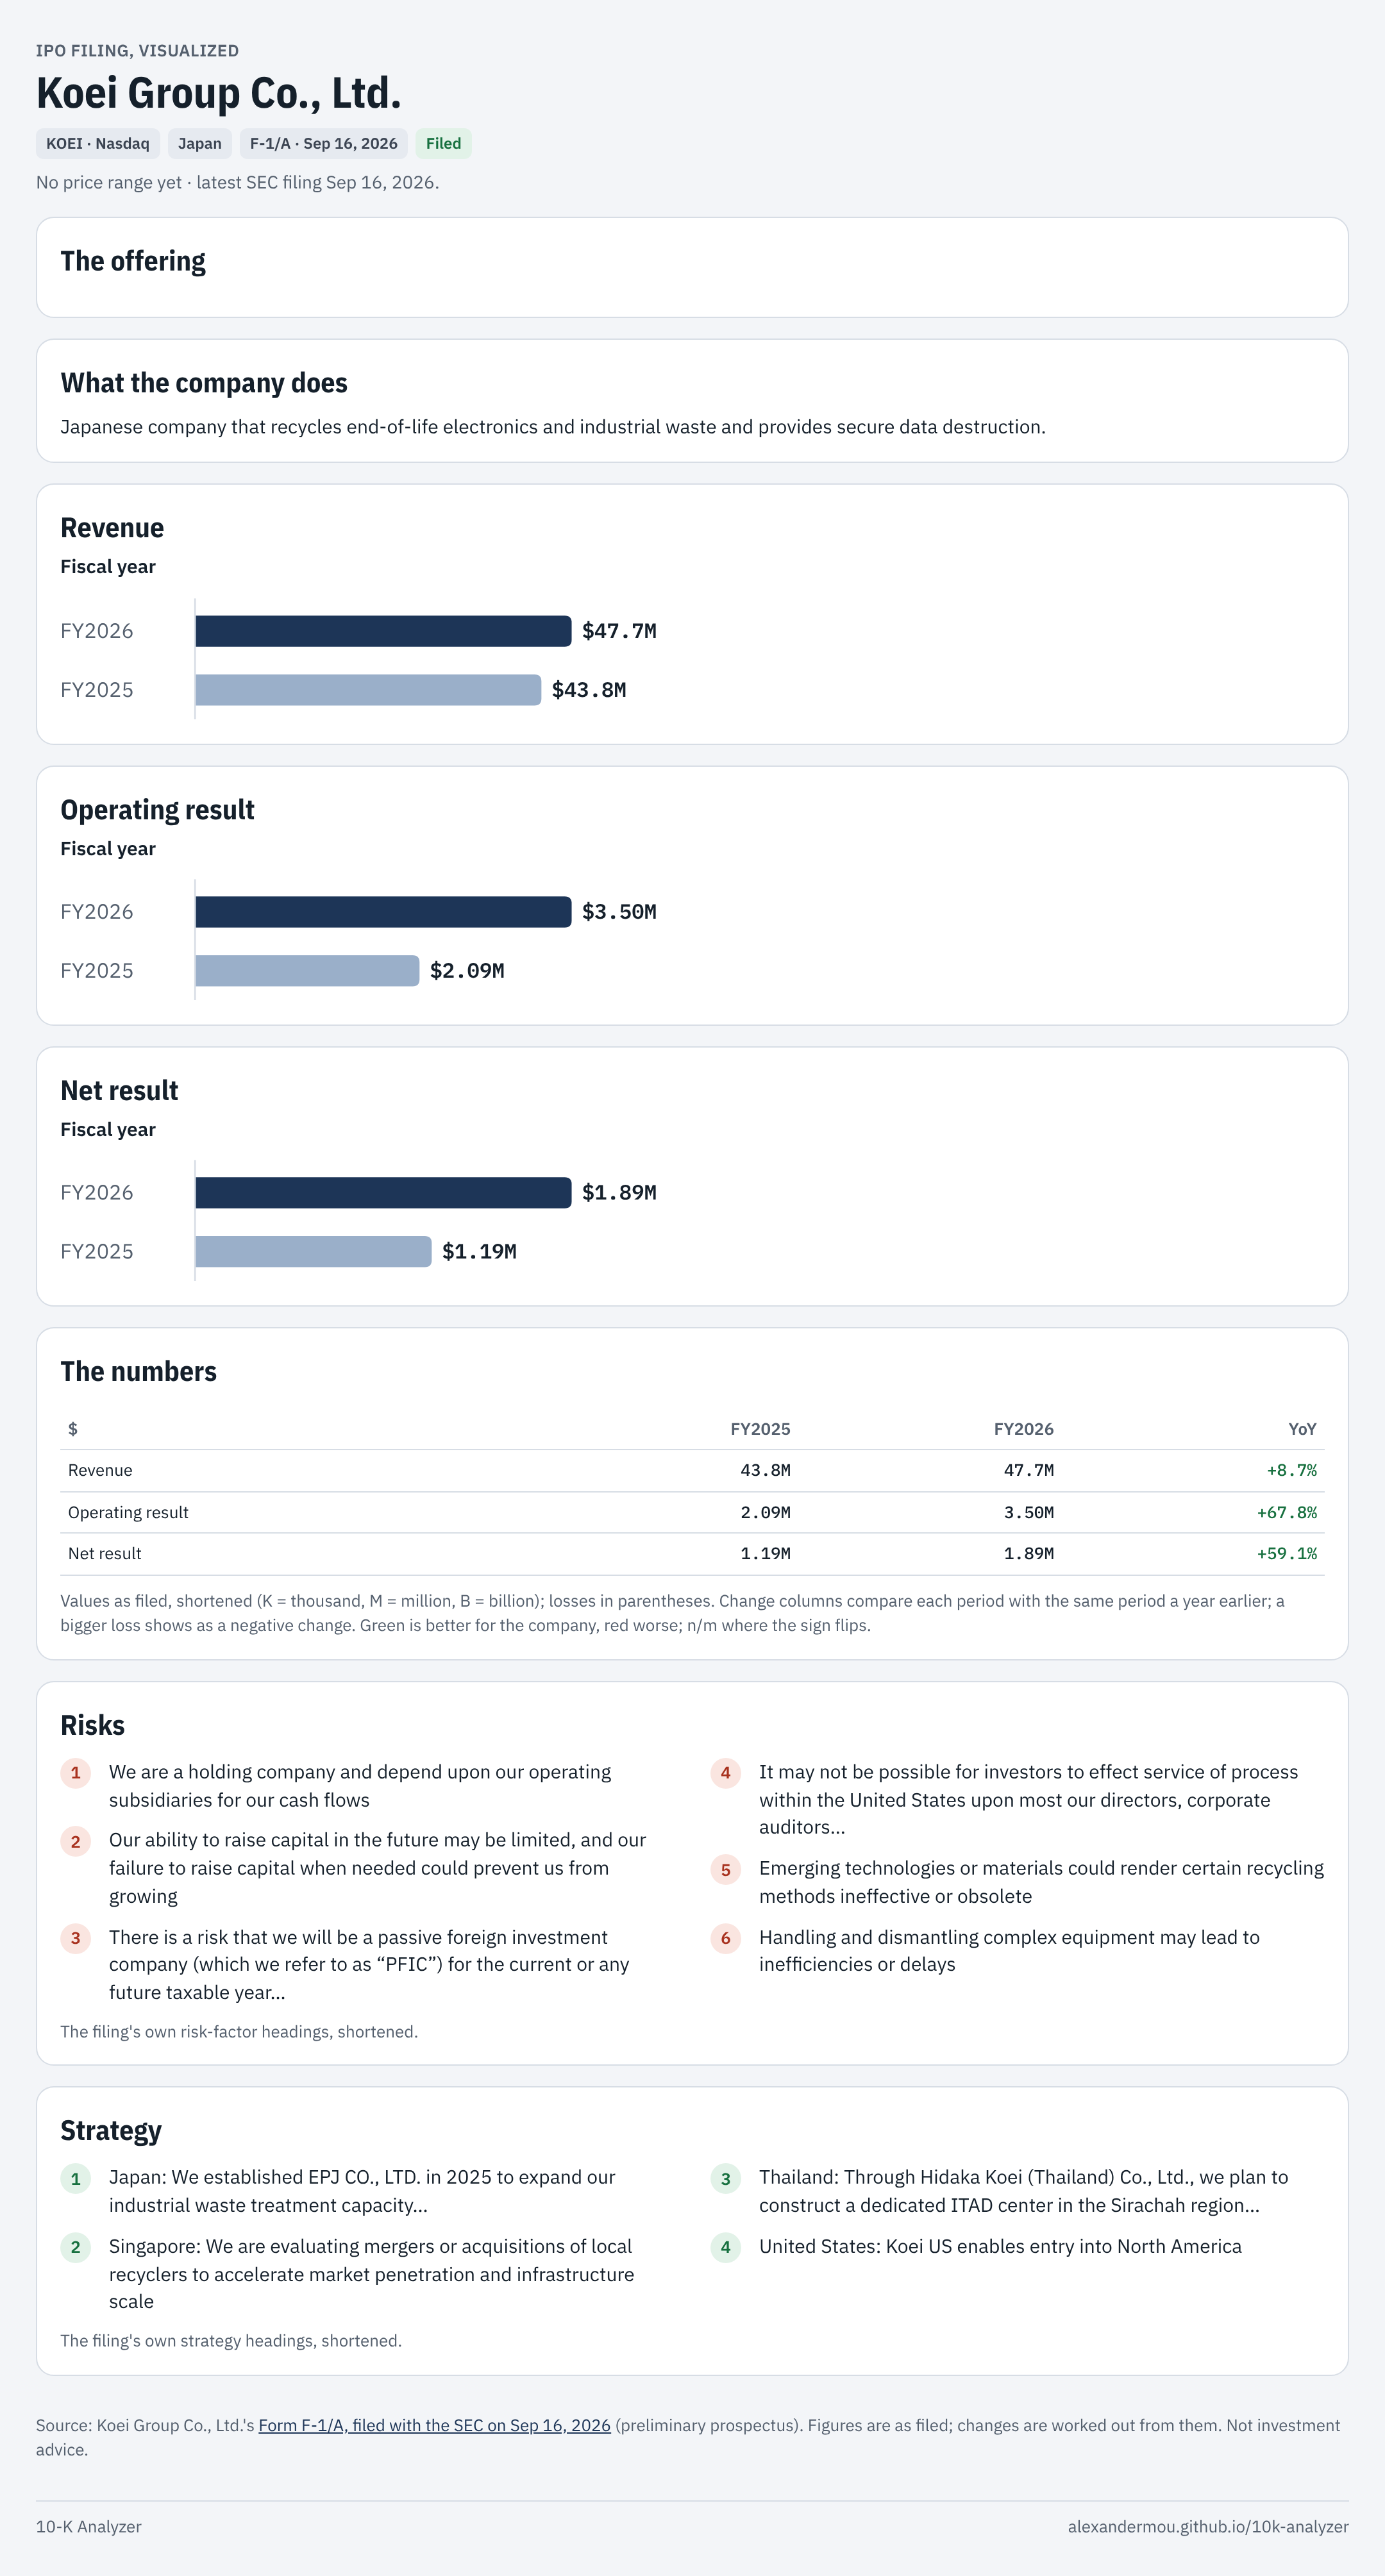 IPO FILING, VISUALIZED
Koei Group Co., Ltd.
KOEI · Nasdaq Japan F-1/A · Sep 16, 2026 Filed
No price range yet · latest SEC filing Sep 16, 2026.
The offering
What the company does
Japanese company that recycles end-of-life electronics and industrial waste and provides secure data destruction.
Revenue
Fiscal year
FY2026 $47.7M
FY2025 $43.8M
Operating result
Fiscal year
FY2026 $3.50M
FY2025 $2.09M
Net result
Fiscal year
FY2026 $1.89M
FY2025 $1.19M
The numbers
$ FY2025 FY2026 YoY
Revenue 43.8M 47.7M +8.7%
Operating result 2.09M 3.50M +67.8%
Net result 1.19M 1.89M +59.1%
Values as filed, shortened (K = thousand, M = million, B = billion); losses in parentheses. Change columns compare each period with the same period a year earlier; a
bigger loss shows as a negative change. Green is better for the company, red worse; n/m where the sign flips.
Risks
1 We are a holding company and depend upon our operating
subsidiaries for our cash flows
2 Our ability to raise capital in the future may be limited, and our
failure to raise capital when needed could prevent us from
growing
3 There is a risk that we will be a passive foreign investment
company (which we refer to as “PFIC”) for the current or any
future taxable year…
4 It may not be possible for investors to effect service of process
within the United States upon most our directors, corporate
auditors…
5 Emerging technologies or materials could render certain recycling
methods ineffective or obsolete
6 Handling and dismantling complex equipment may lead to
inefficiencies or delays
The filing's own risk-factor headings, shortened.
Strategy
1 Japan: We established EPJ CO., LTD. in 2025 to expand our
industrial waste treatment capacity…
2 Singapore: We are evaluating mergers or acquisitions of local
recyclers to accelerate market penetration and infrastructure
scale
3 Thailand: Through Hidaka Koei (Thailand) Co., Ltd., we plan to
construct a dedicated ITAD center in the Sirachah region…
4 United States: Koei US enables entry into North America
The filing's own strategy headings, shortened.
Source: Koei Group Co., Ltd.'s Form F-1/A, filed with the SEC on Sep 16, 2026 (preliminary prospectus). Figures are as filed; changes are worked out from them. Not investment
advice.
10-K Analyzer alexandermou.github.io/10k-analyzer